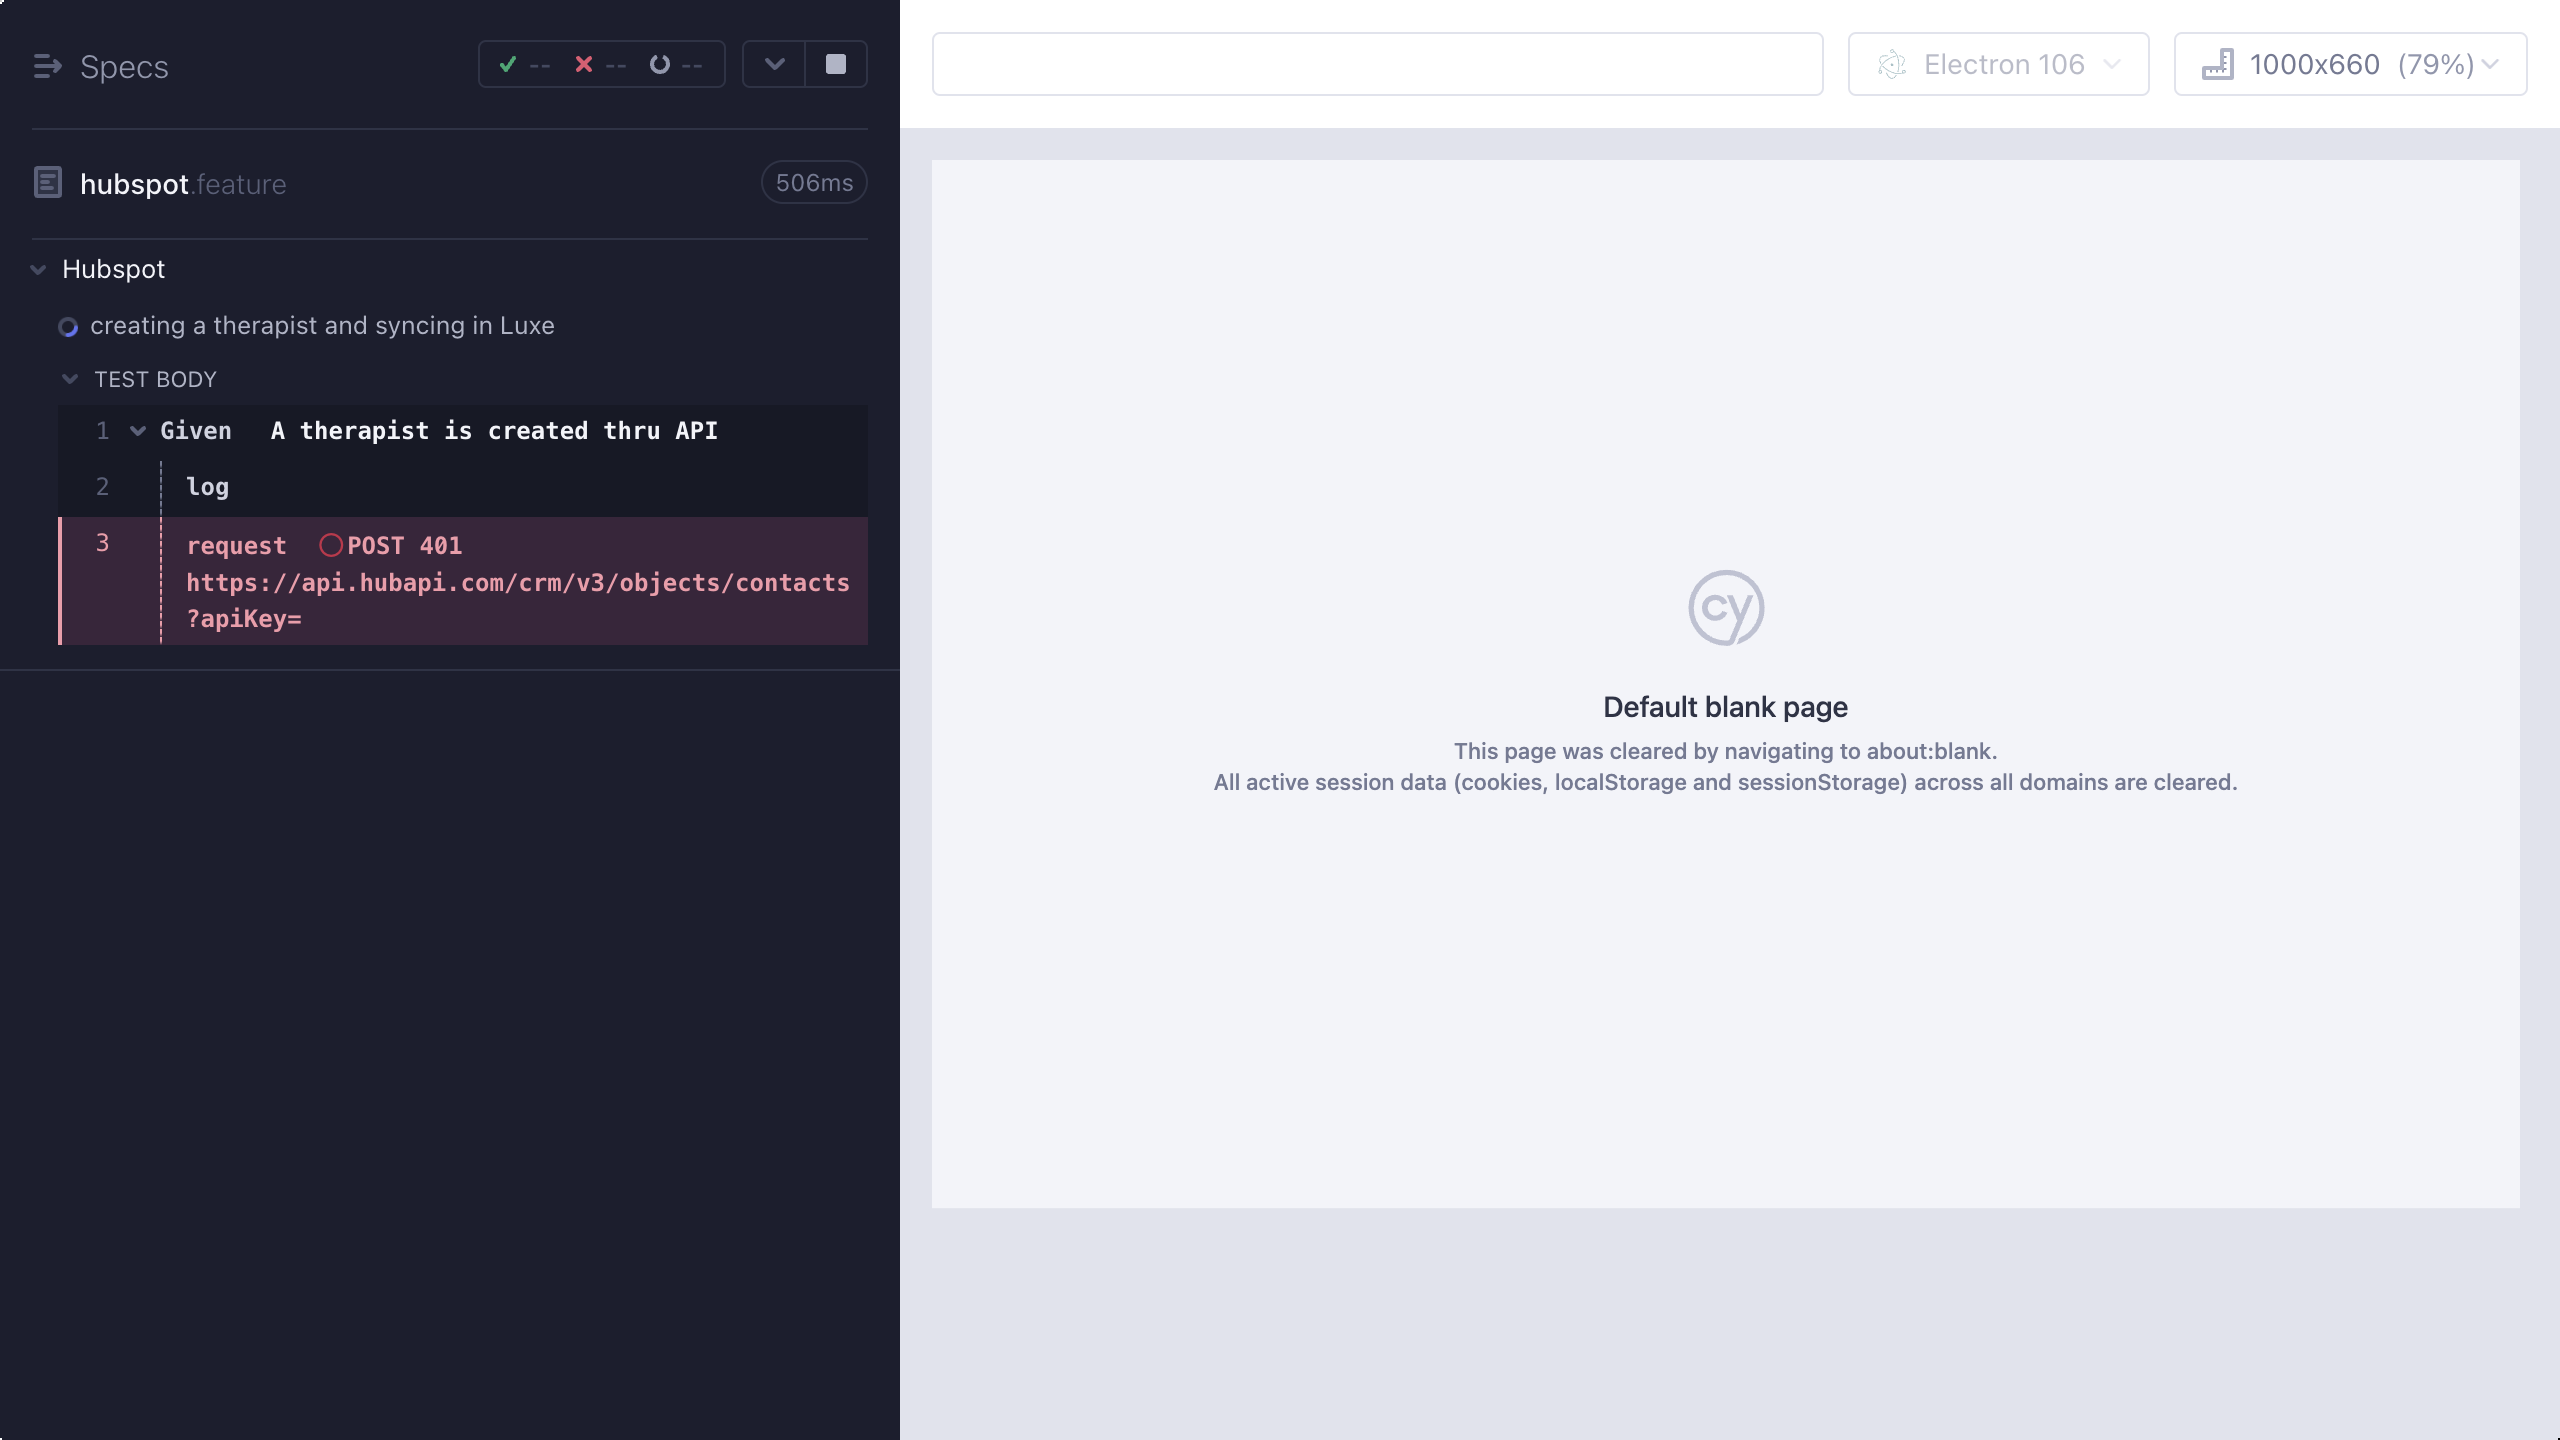 Specs
-- -- --
hubspot.feature
506ms
Hubspot
creating a therapist and syncing in Luxe
TEST BODY
1 Given A therapist is created thru API
2 log
3 request POST 401
https://api.hubapi.com/crm/v3/objects/contacts
?apiKey=
Electron 106
1000x660 (79%)
cy
Default blank page
This page was cleared by navigating to about:blank.
All active session data (cookies, localStorage and sessionStorage) across all domains are cleared.